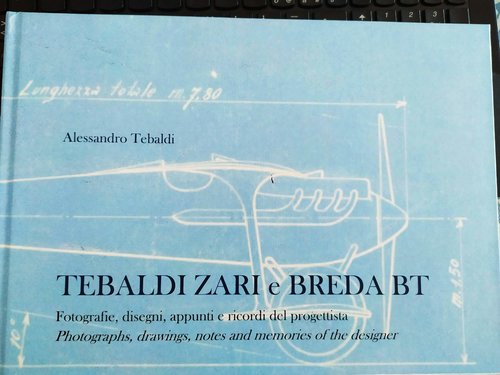 Lunghezza totale m. 7,80
Alessandro Tebaldi
TEBALDI ZARI e BREDA BT
Fotografie, disegni, appunti e ricordi del progettista
Photographs, drawings, notes and memories of the designer
m. 1,50
10°